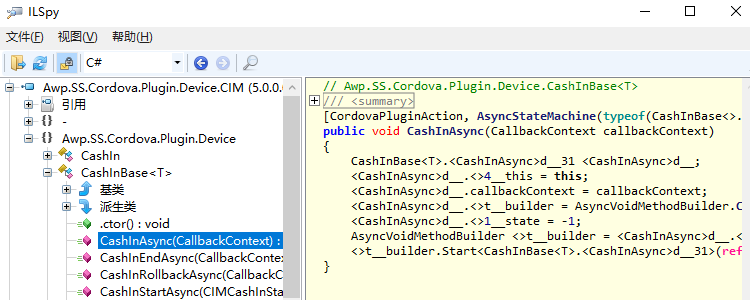 ILSpy
文件(F) 视图(V) 帮助(H)
C#
Awp.SS.Cordova.Plugin.Device.CIM (5.0.0.
引用
-
Awp.SS.Cordova.Plugin.Device
CashIn
CashInBase<T>
基类
派生类
.ctor() : void
CashInAsync(CallbackContext) :
CashInEndAsync(CallbackConte
CashInRollbackAsync(CallbackC
CashInStartAsync(CIMCashInSta
// Awp.SS.Cordova.Plugin.Device.CashInBase<T>
/// <summary>
[CordovaPluginAction, AsyncStateMachine(typeof(CashInBase<>.
public void CashInAsync(CallbackContext callbackContext)
{
CashInBase<T>.<CashInAsync>d__31 <CashInAsync>d__;
<CashInAsync>d__.<>4__this = this;
<CashInAsync>d__.callbackContext = callbackContext;
<CashInAsync>d__.<>t__builder = AsyncVoidMethodBuilder.C
<CashInAsync>d__.<>1__state = -1;
AsyncVoidMethodBuilder <>t__builder = <CashInAsync>d__.<
<>t__builder.Start<CashInBase<T>.<CashInAsync>d__31>(ref
}